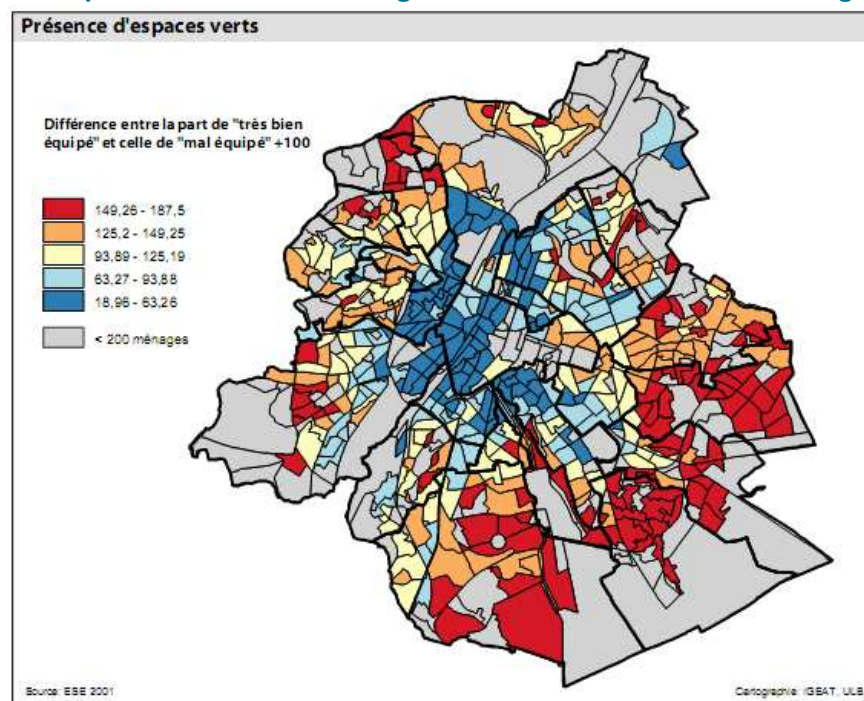 Présence d'espaces verts
Différence entre la part de "très bien
équipé" et celle de "mal équipé" +100
149,26 - 187,5
125,2 - 149,25
93,89 - 125,19
63,27 - 93,88
18,96 - 63,26
< 200 ménages
Source: ESE 2001
Cartographie: IGEAT, ULB